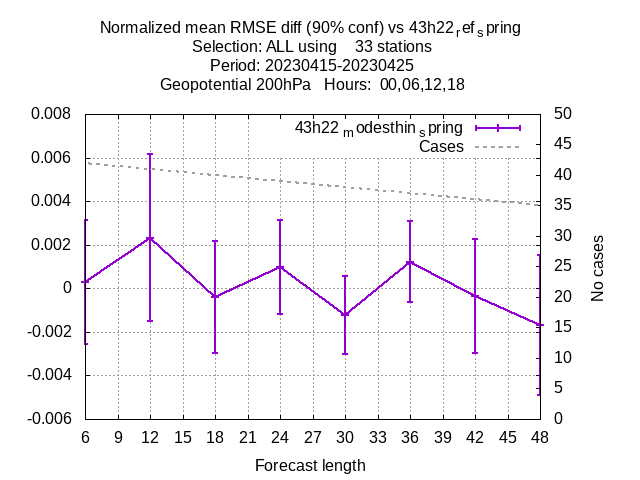 Normalized mean RMSE diff (90% conf) vs 43h22_ref_spring
Selection: ALL using    33 stations
Period: 20230415-20230425
Geopotential 200hPa   Hours:  00,06,12,18
43h22_modesthin_spring
Cases
0.008
0.006
0.004
0.002
0
-0.002
-0.004
-0.006
50
45
40
35
30
25
20
15
10
5
0
No cases
6 9 12 15 18 21 24 27 30 33 36 39 42 45 48
Forecast length